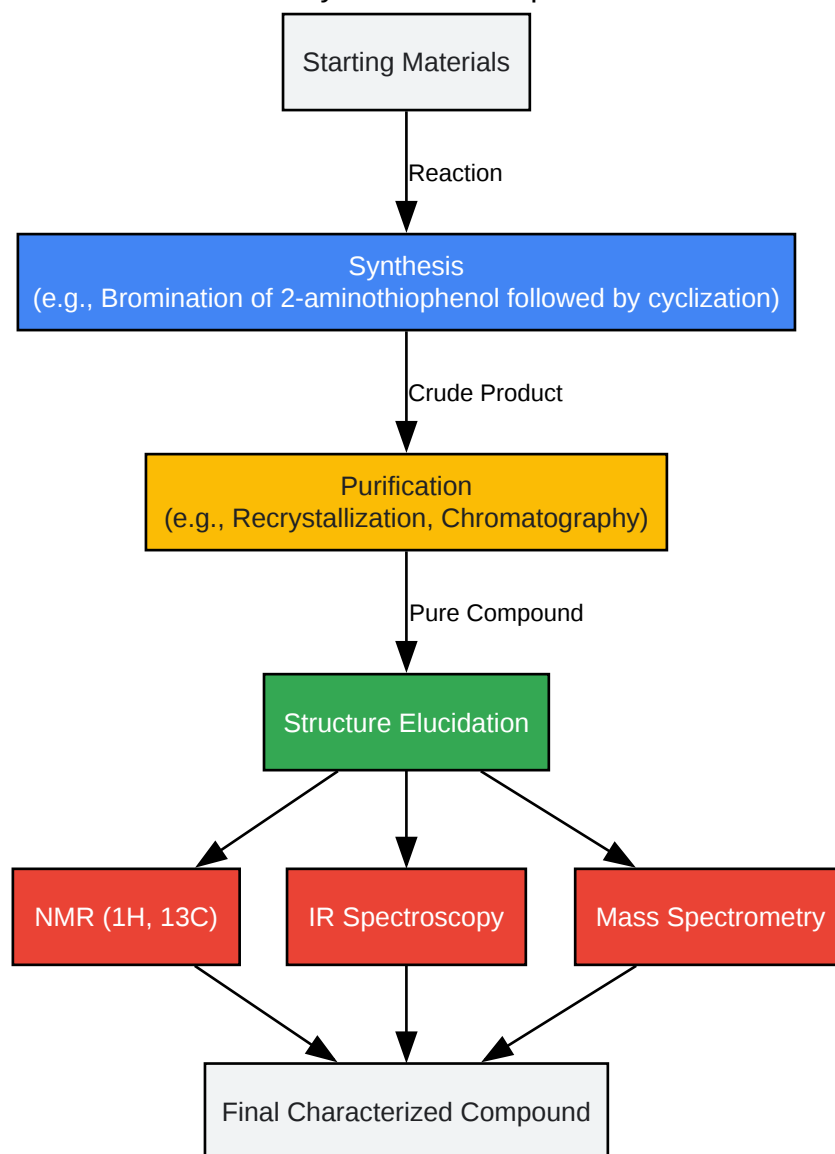 Starting Materials
Reaction
Synthesis
(e.g., Bromination of 2-aminothiophenol followed by cyclization)
Crude Product
Purification
(e.g., Recrystallization, Chromatography)
Pure Compound
Structure Elucidation
NMR (1H, 13C)
IR Spectroscopy
Mass Spectrometry
Final Characterized Compound